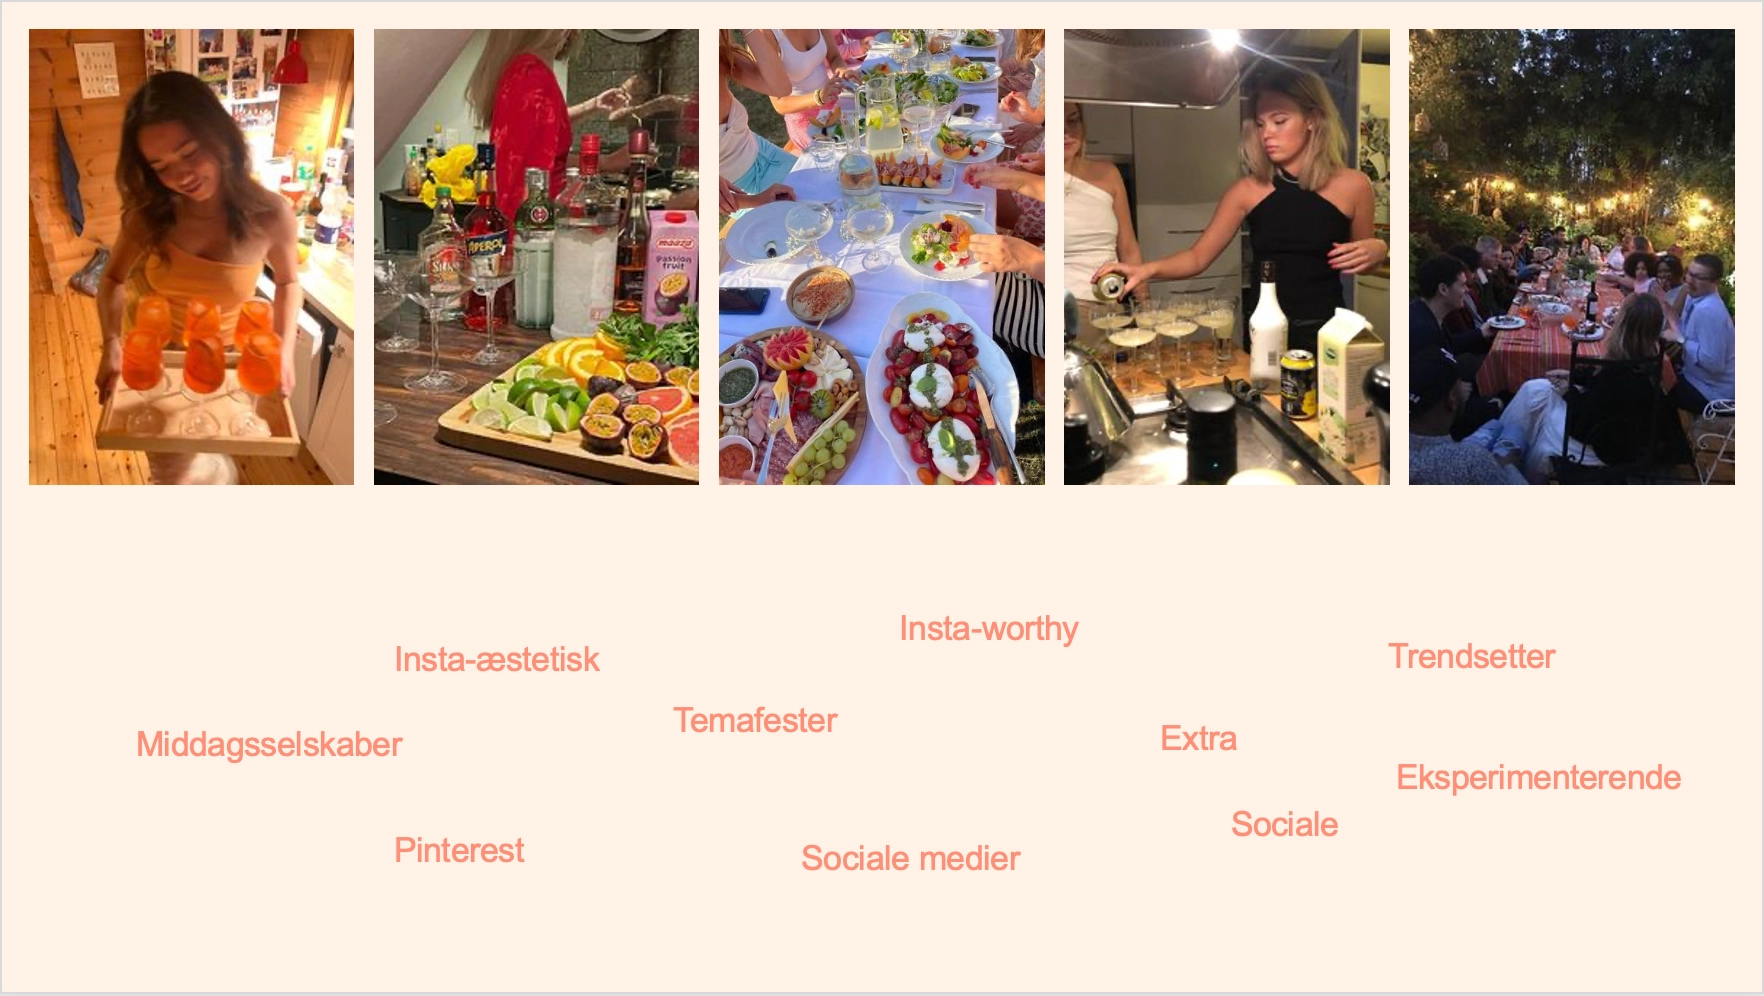 APEROL
maaza
passion
fruit
Insta-worthy
Insta-æstetisk
Trendsetter
Temafester
Middagsselskaber
Extra
Eksperimenterende
Sociale
Pinterest
Sociale medier